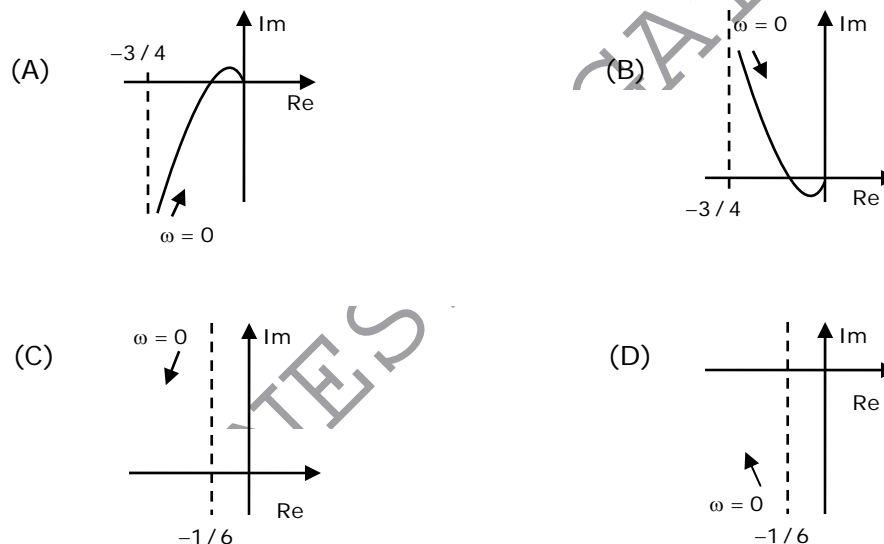 (A)
−3 / 4
Im
Re
ω = 0
(B)
ω = 0
Im
Re
−3 / 4
(C)
ω = 0
Im
Re
−1 / 6
(D)
Im
Re
ω = 0
−1 / 6